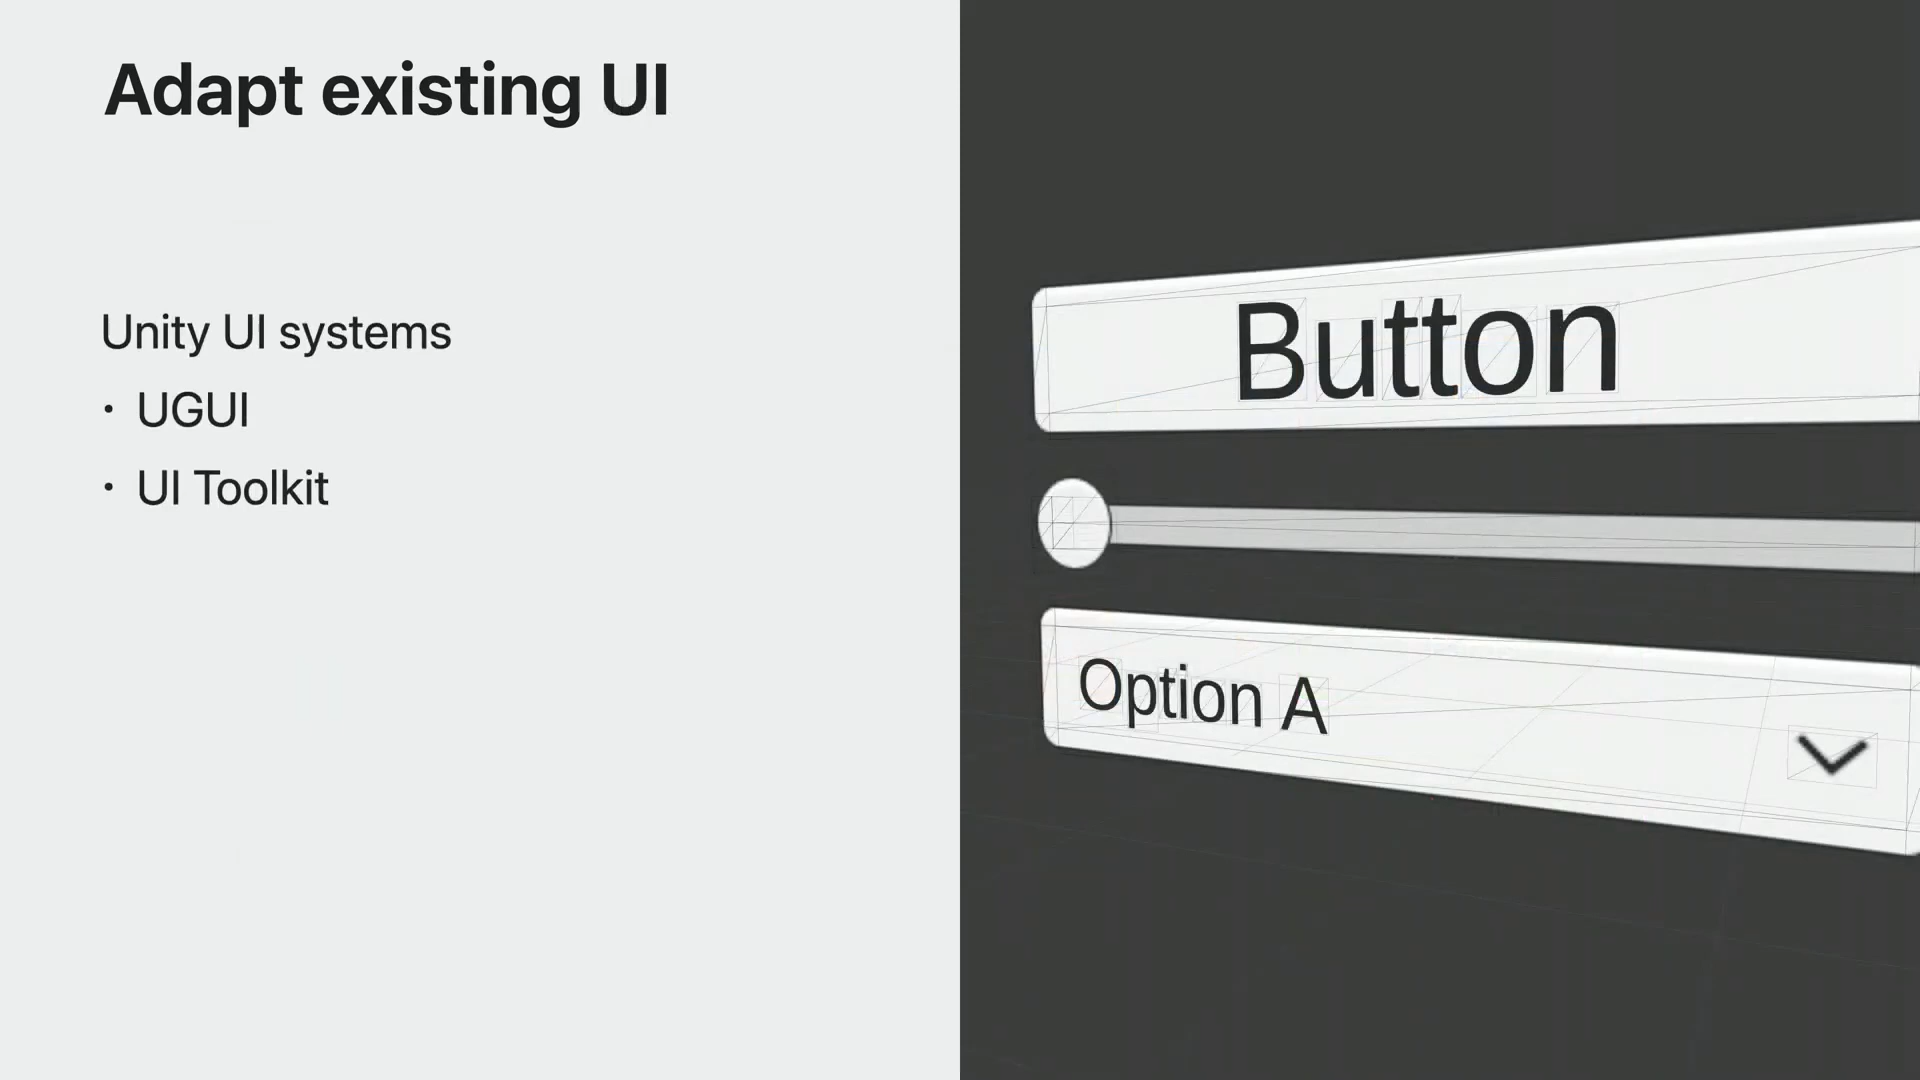 Adapt existing UI
Unity UI systems
• UGUI
• UI Toolkit
Button
Option A